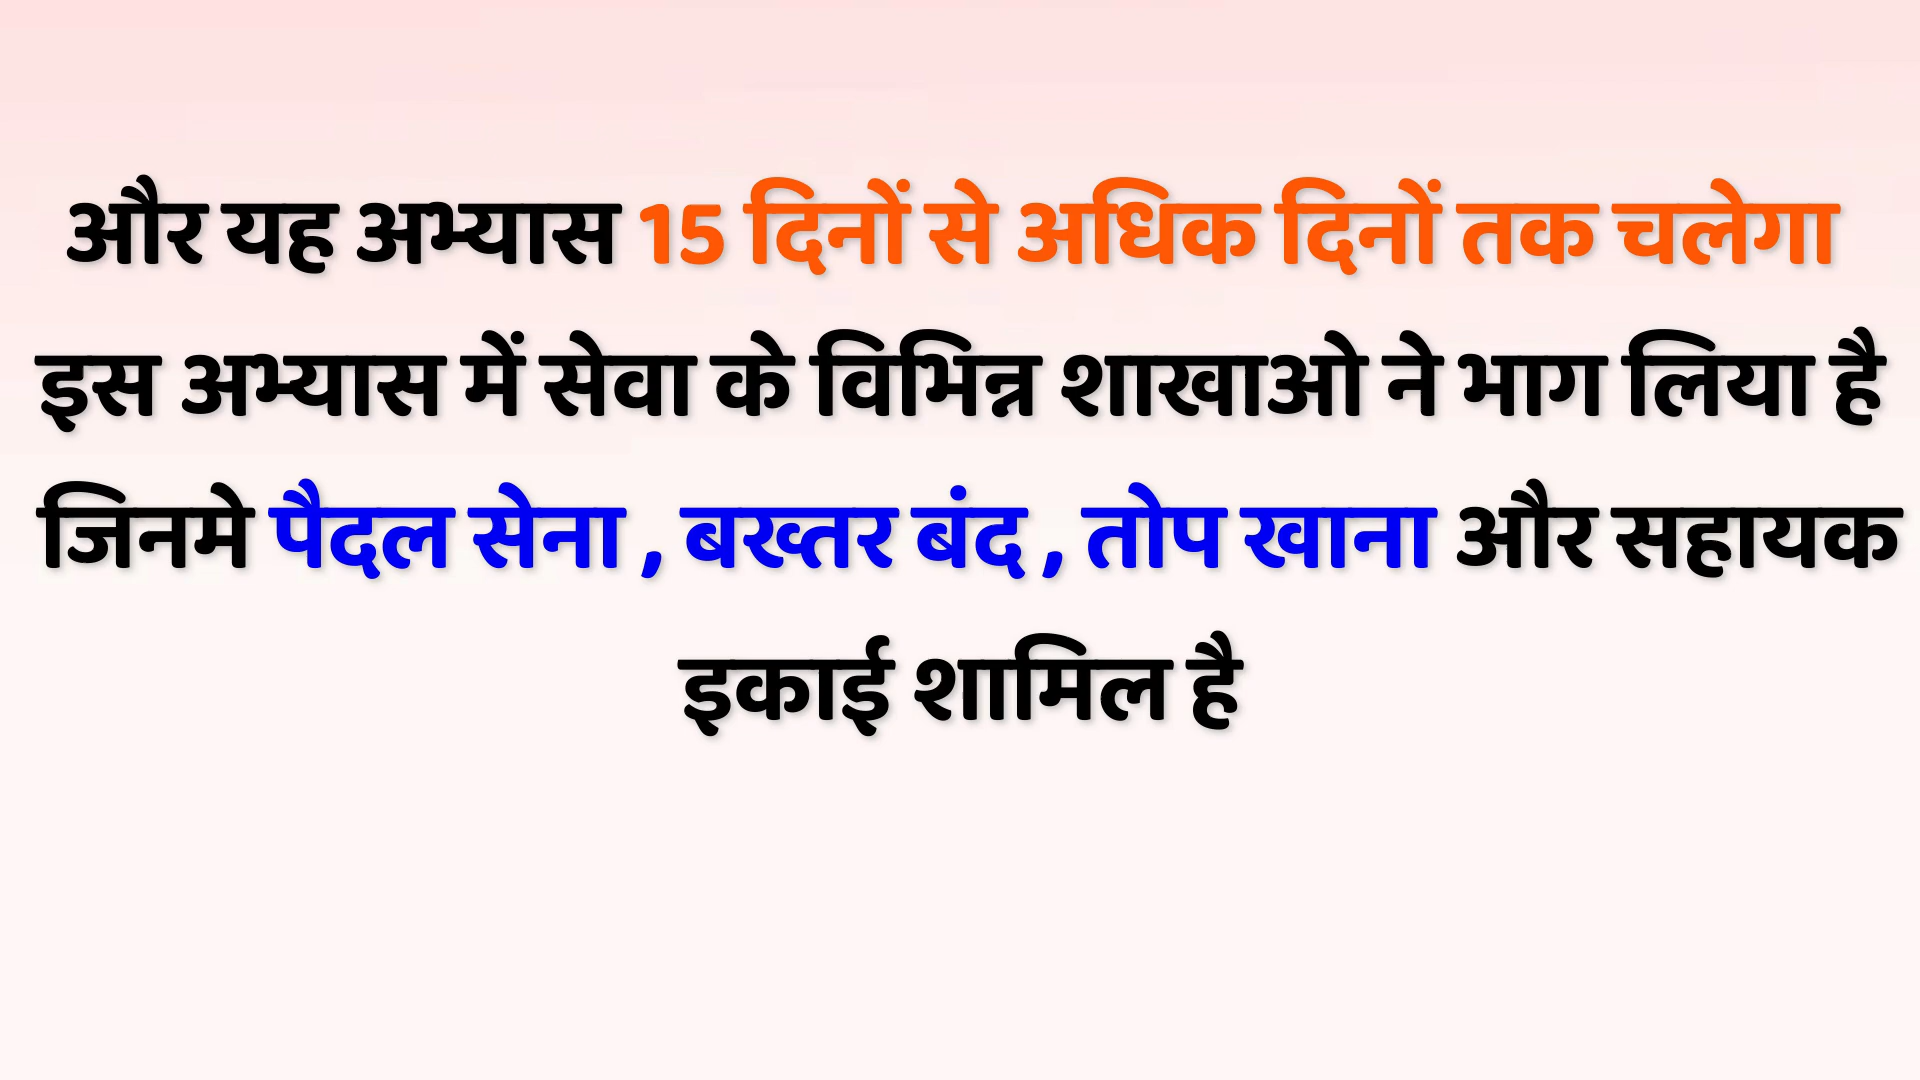 और यह अभ्यास 15 दिनों से अधिक दिनों तक चलेगा
इस अभ्यास में सेवा के विभिन्न शाखाओ ने भाग लिया है
जिनमे पैदल सेना , बख्तर बंद , तोप खाना और सहायक
इकाई शामिल है